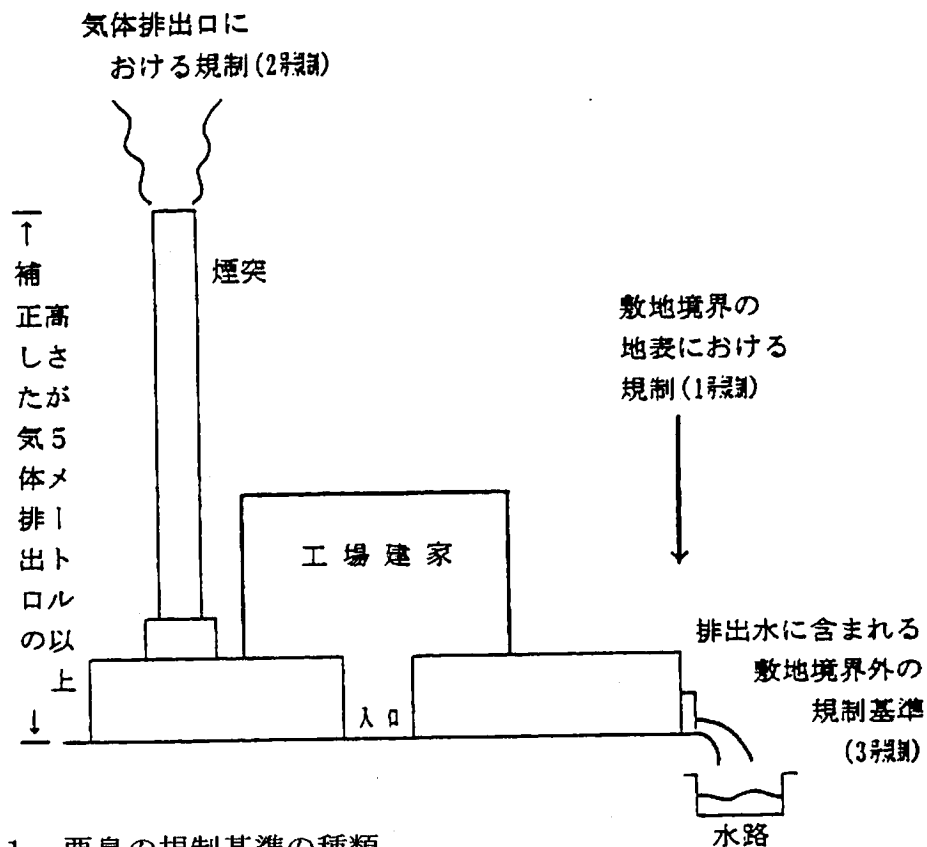 気体排出口に
おける規制(2号規制)
煙突
補正した気体排出口の
高さが5メートル以上
敷地境界の
地表における
規制(1号規制)
工場建家
入口
排出水に含まれる
敷地境界外の
規制基準
(3号規制)
水路
1 悪臭の規制基準の種類